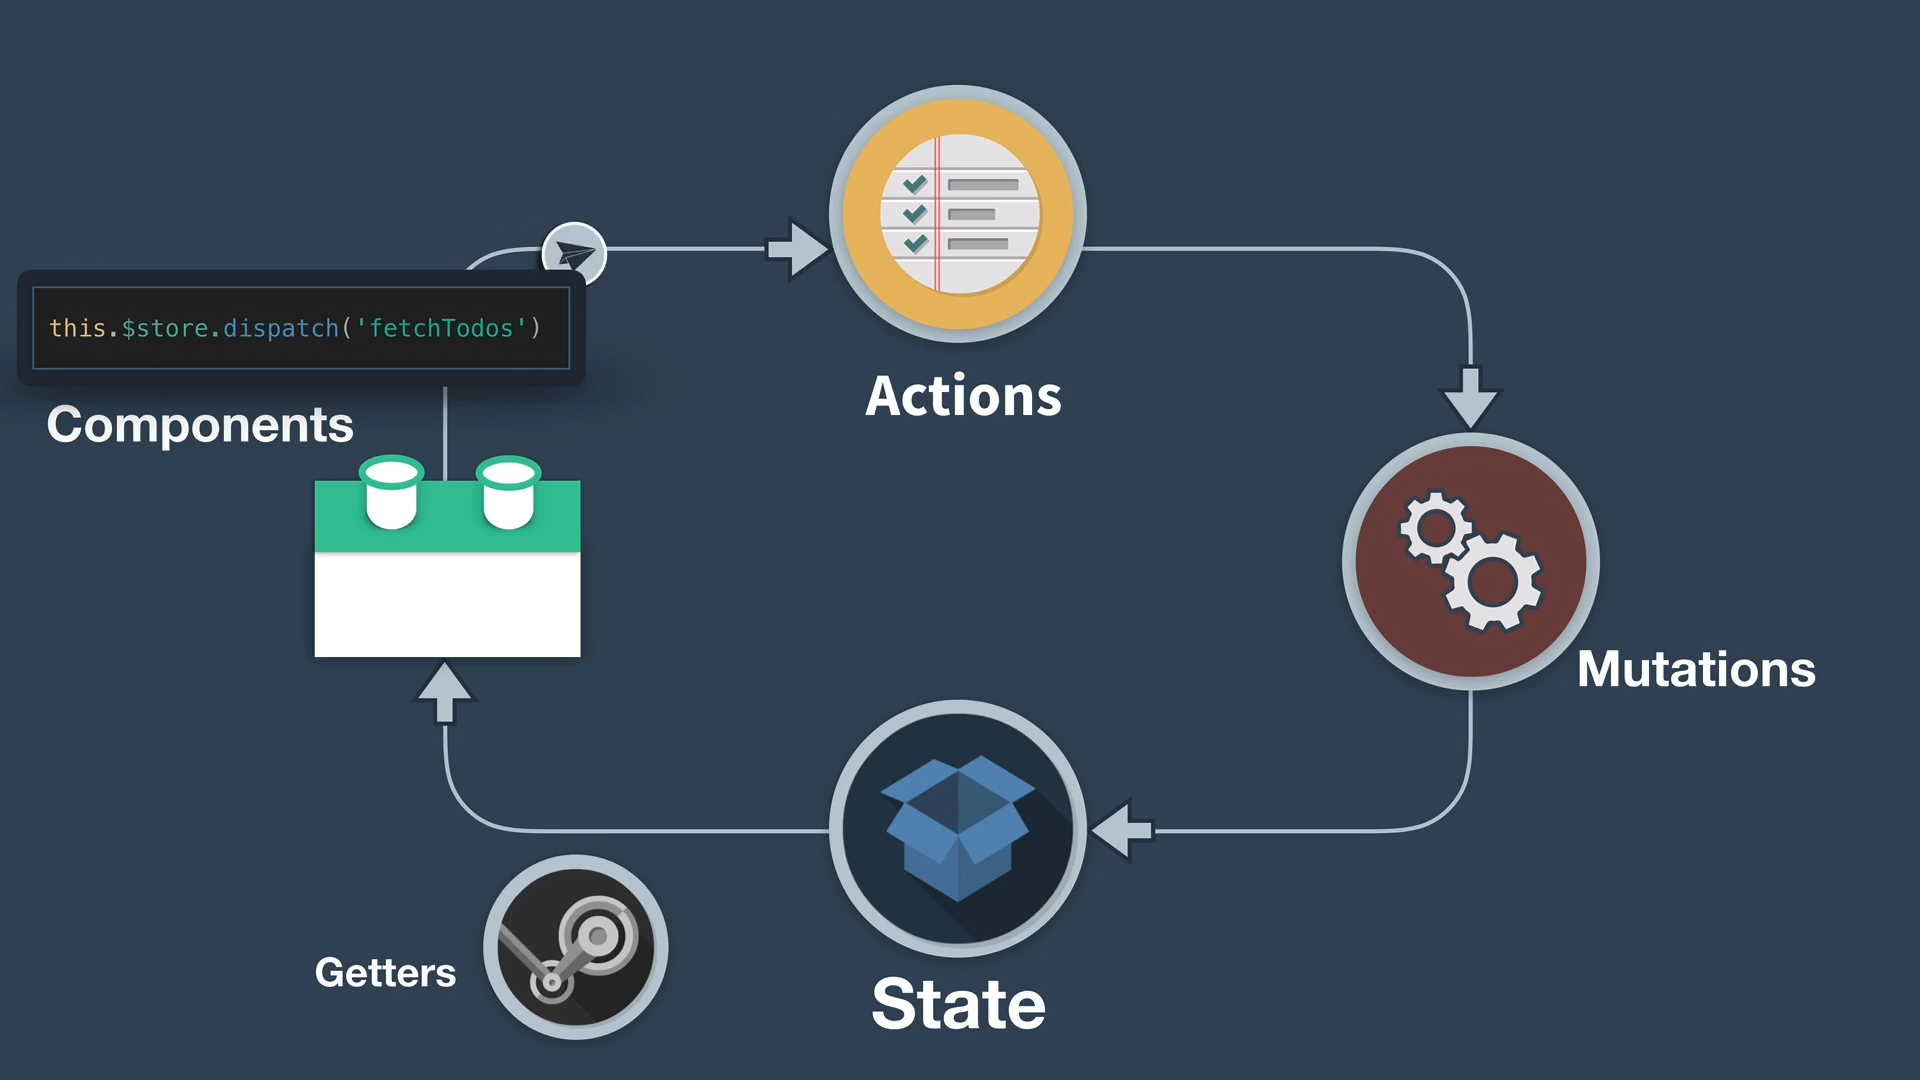 Actions
this.$store.dispatch('fetchTodos')
Components
Mutations
Getters
State